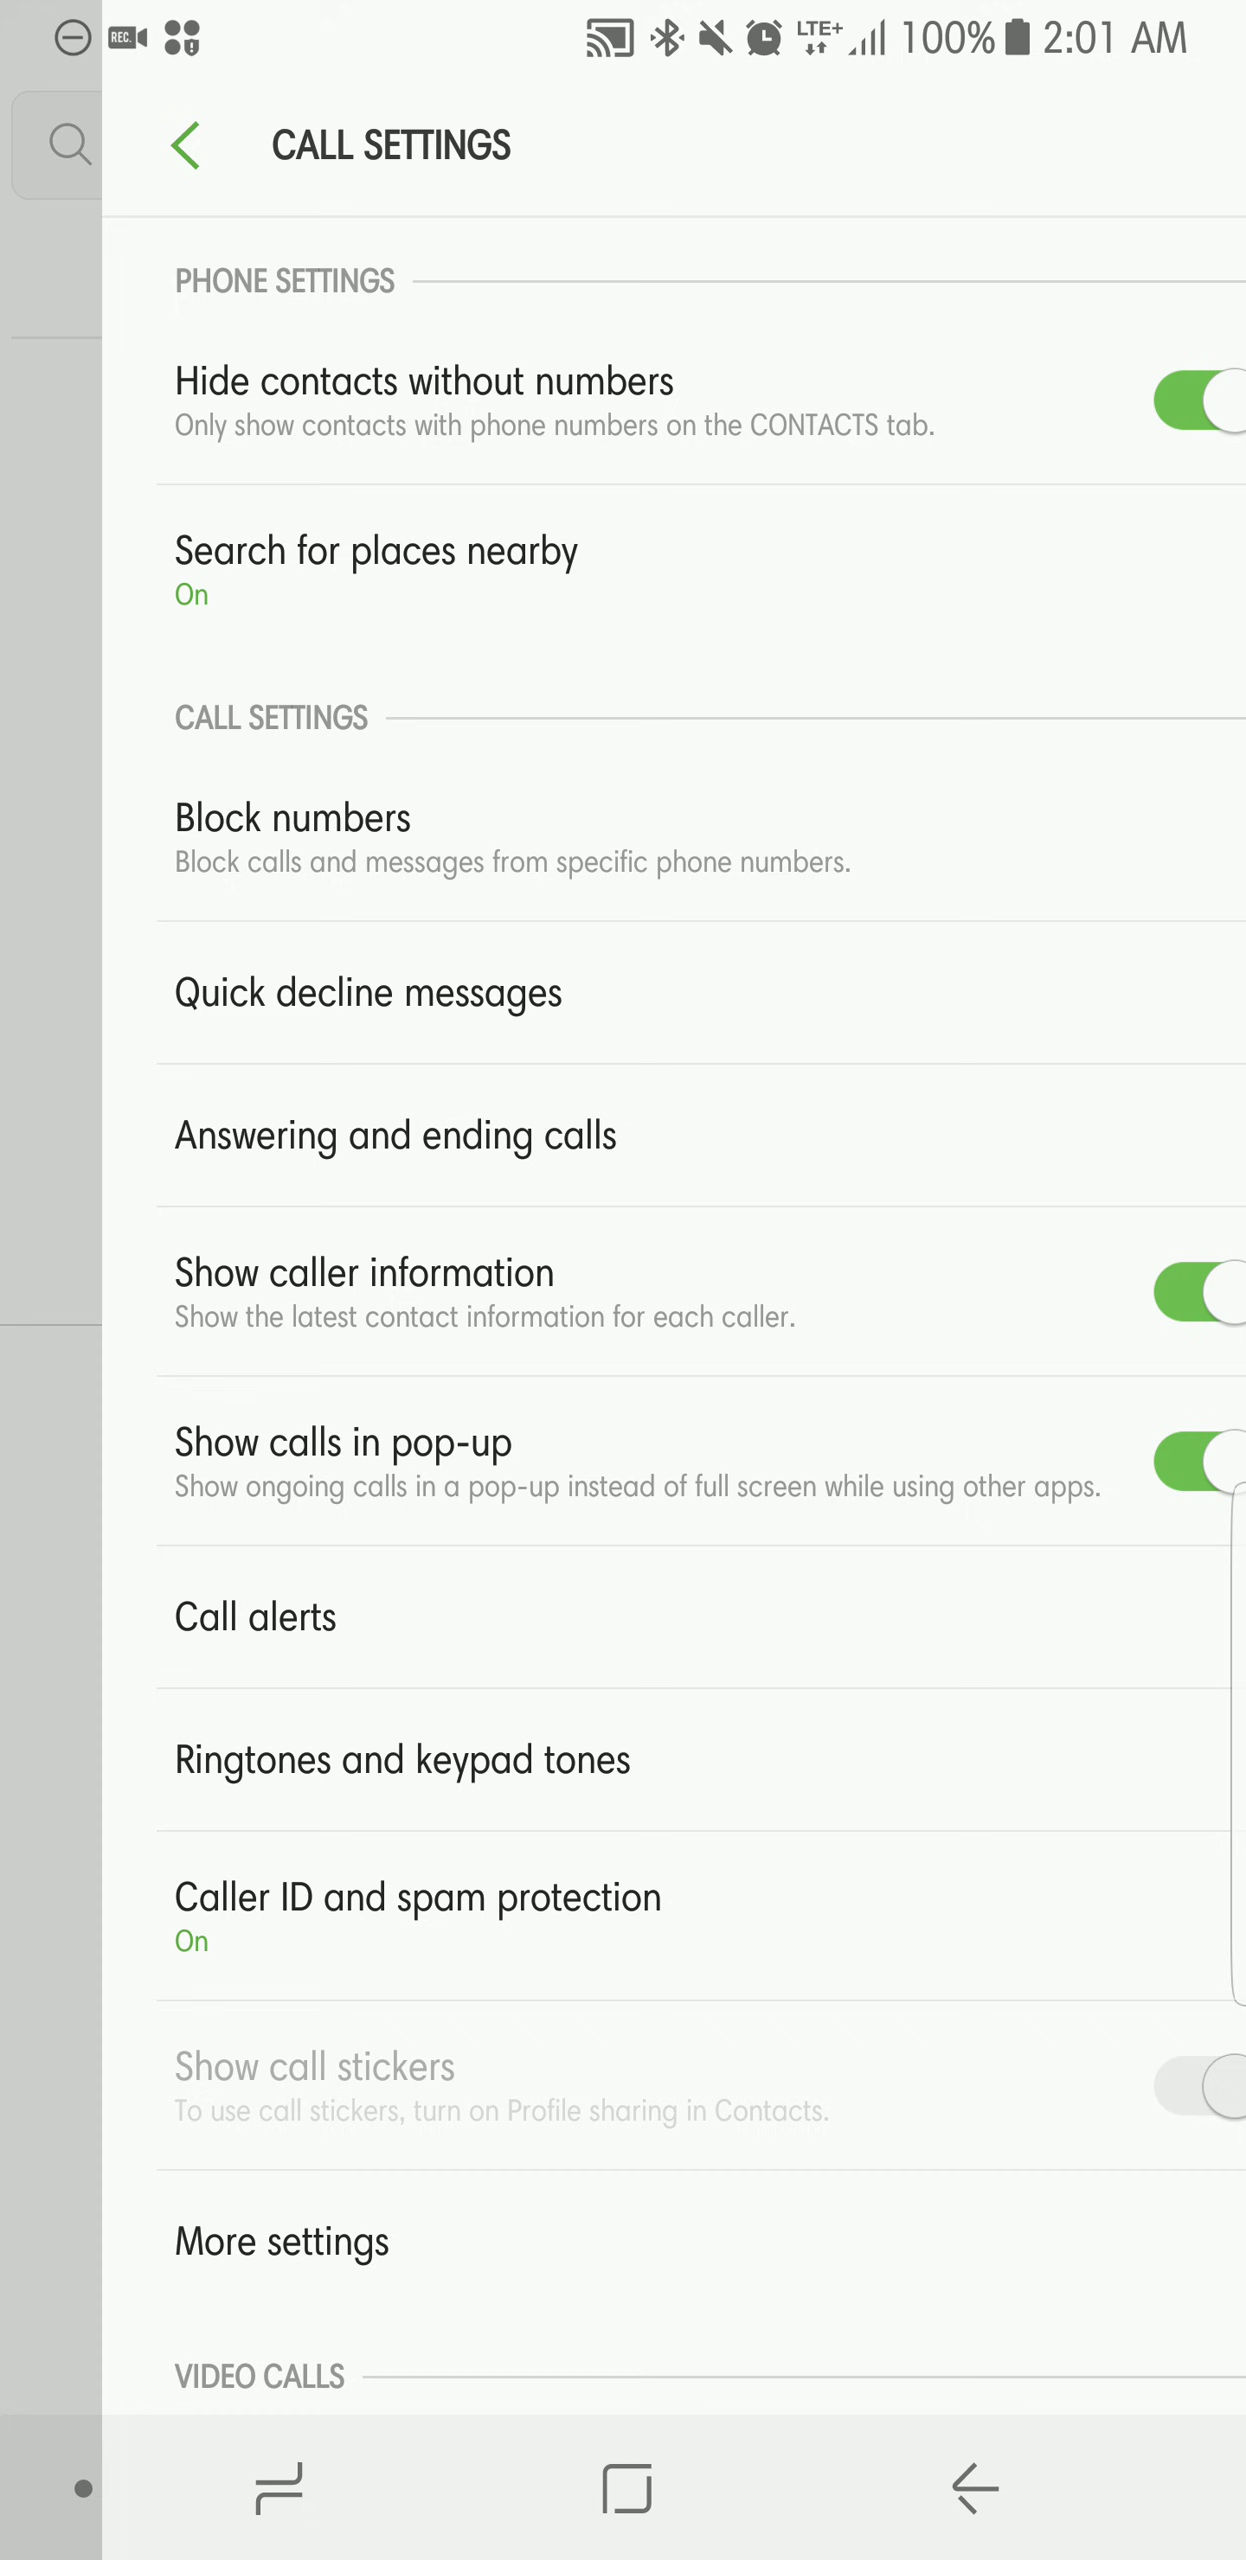 REC.
LTE+ 100% 2:01 AM
CALL SETTINGS
PHONE SETTINGS
Hide contacts without numbers
Only show contacts with phone numbers on the CONTACTS tab.
Search for places nearby
On
CALL SETTINGS
Block numbers
Block calls and messages from specific phone numbers.
Quick decline messages
Answering and ending calls
Show caller information
Show the latest contact information for each caller.
Show calls in pop-up
Show ongoing calls in a pop-up instead of full screen while using other apps.
Call alerts
Ringtones and keypad tones
Caller ID and spam protection
On
Show call stickers
To use call stickers, turn on Profile sharing in Contacts.
More settings
VIDEO CALLS